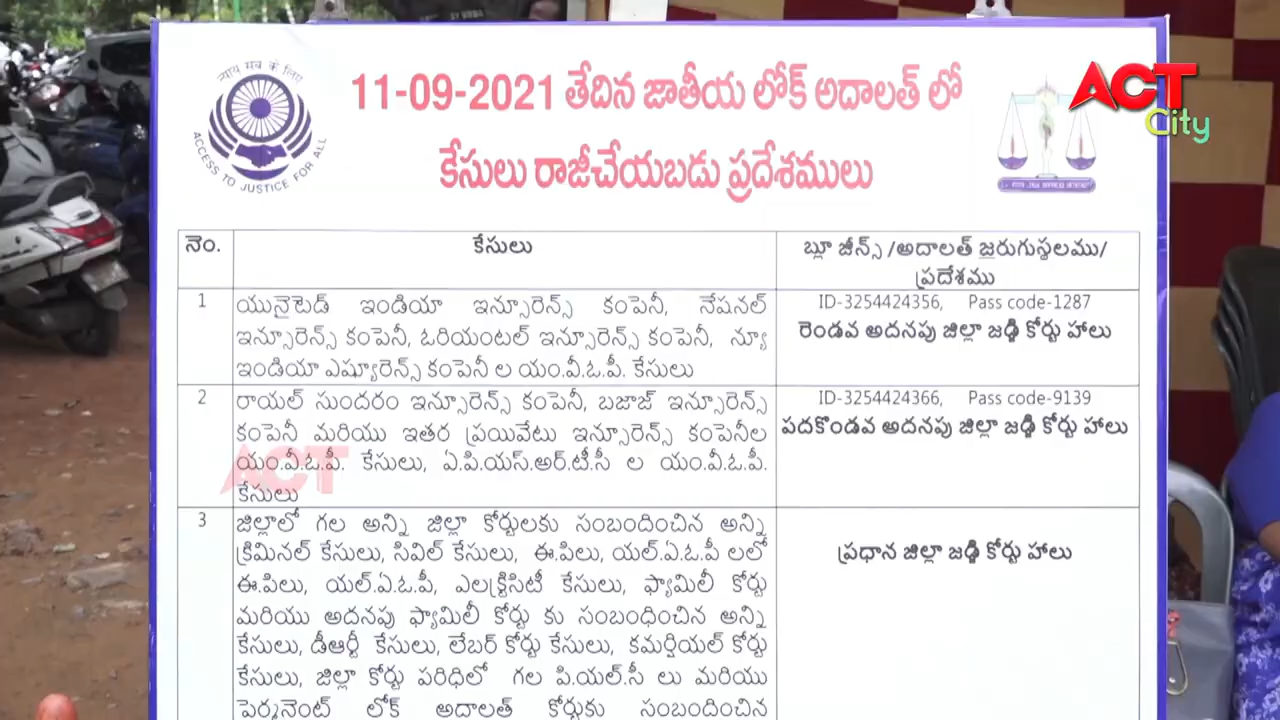 న్యాయ సబ కే లియే
ACCESS TO JUSTICE FOR ALL
11-09-2021 తేదిన జాతీయ లోక్ అదాలత్ లో
కేసులు రాజీచేయబడు ప్రదేశములు
ACT
City
నెం.
కేసులు
బ్లూ జీన్స్ /అదాలత్ జరుగుస్థలము/
ప్రదేశము
1
యునైటెడ్ ఇండియా ఇన్సూరెన్స్ కంపెనీ, నేషనల్
ఇన్సూరెన్స్ కంపెనీ, ఓరియంటల్ ఇన్సూరెన్స్ కంపెనీ, న్యూ
ఇండియా ఎష్యూరెన్స్ కంపెనీ ల యం.వీ.ఓ.పీ. కేసులు
ID-3254424356, Pass code-1287
రెండవ అదనపు జిల్లా జడ్జి కోర్టు హాలు
2
రాయల్ సుందరం ఇన్సూరెన్స్ కంపెనీ, బజాజ్ ఇన్సూరెన్స్
కంపెనీ మరియు ఇతర ప్రయివేటు ఇన్సూరెన్స్ కంపెనీల
యం.వీ.ఓ.పీ. కేసులు, ఏ.పి.యస్.అర్.టీ.సీ ల యం.వీ.ఓ.పీ.
కేసులు
ID-3254424366, Pass code-9139
పదకొండవ అదనపు జిల్లా జడ్జి కోర్టు హాలు
ACT
3
జిల్లాలో గల అన్ని జిల్లా కోర్టులకు సంబందించిన అన్ని
క్రిమినల్ కేసులు, సివిల్ కేసులు, ఈ.పిలు, యల్.ఏ.ఓ.పీ లలో
ఈ.పిలు, యల్.ఏ.ఓ.పీ, ఎలక్ట్రిసిటీ కేసులు, ఫ్యామిలీ కోర్టు
మరియు అదనపు ఫ్యామిలీ కోర్టు కు సంబంధించిన అన్ని
కేసులు, డీఆర్టీ కేసులు, లేబర్ కోర్టు కేసులు, కమర్షియల్ కోర్టు
కేసులు, జిల్లా కోర్టు పరిధిలో గల పి.యల్.సీ లు మరియు
పెర్మనెంట్ లోక్ అదాలత్ కోర్టుకు సంబందించిన
ప్రధాన జిల్లా జడ్జి కోర్టు హాలు